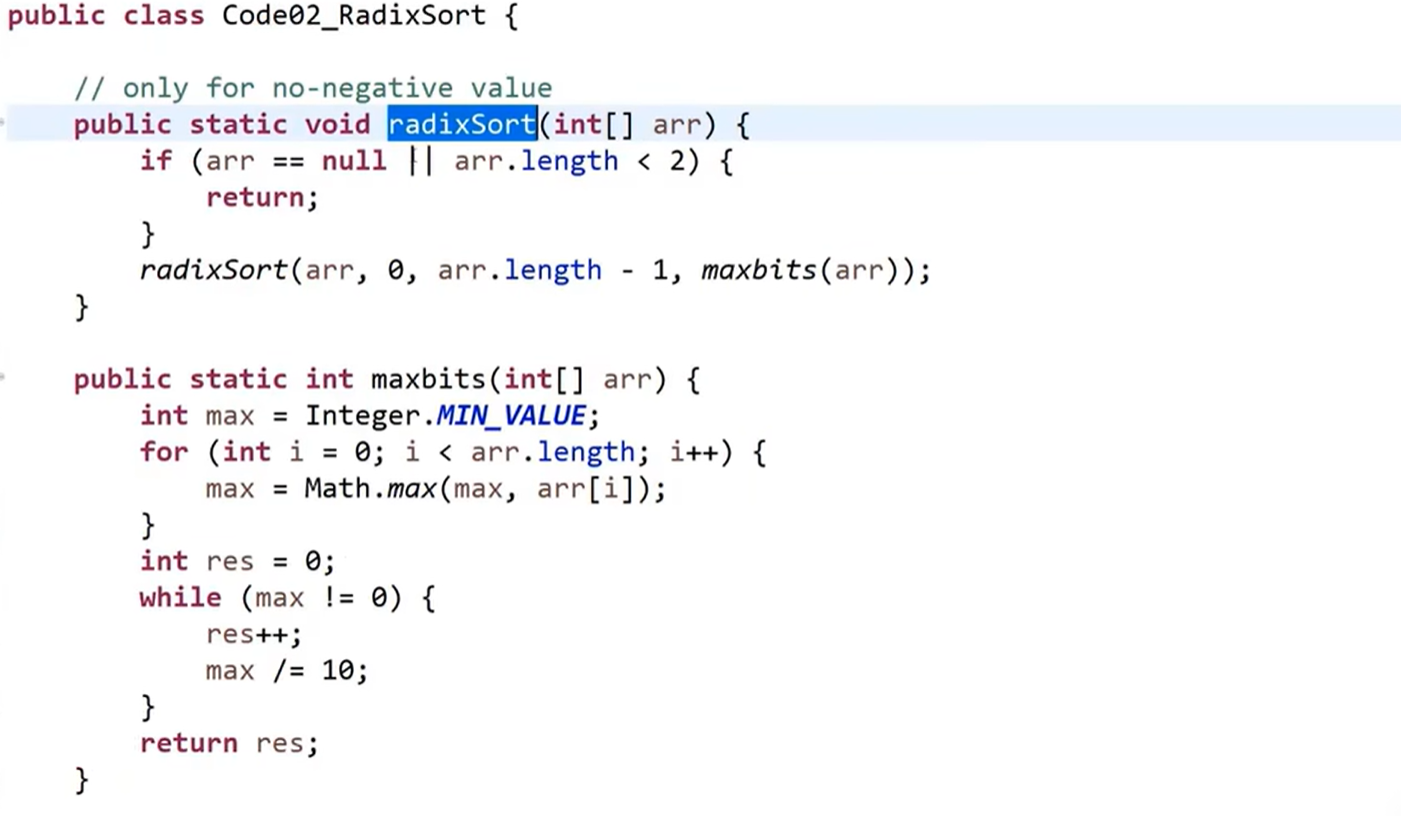 public class Code02_RadixSort {
// only for no-negative value
public static void radixSort(int[] arr) {
if (arr == null || arr.length < 2) {
return;
}
radixSort(arr, 0, arr.length - 1, maxbits(arr));
}
public static int maxbits(int[] arr) {
int max = Integer.MIN_VALUE;
for (int i = 0; i < arr.length; i++) {
max = Math.max(max, arr[i]);
}
int res = 0;
while (max != 0) {
res++;
max /= 10;
}
return res;
}